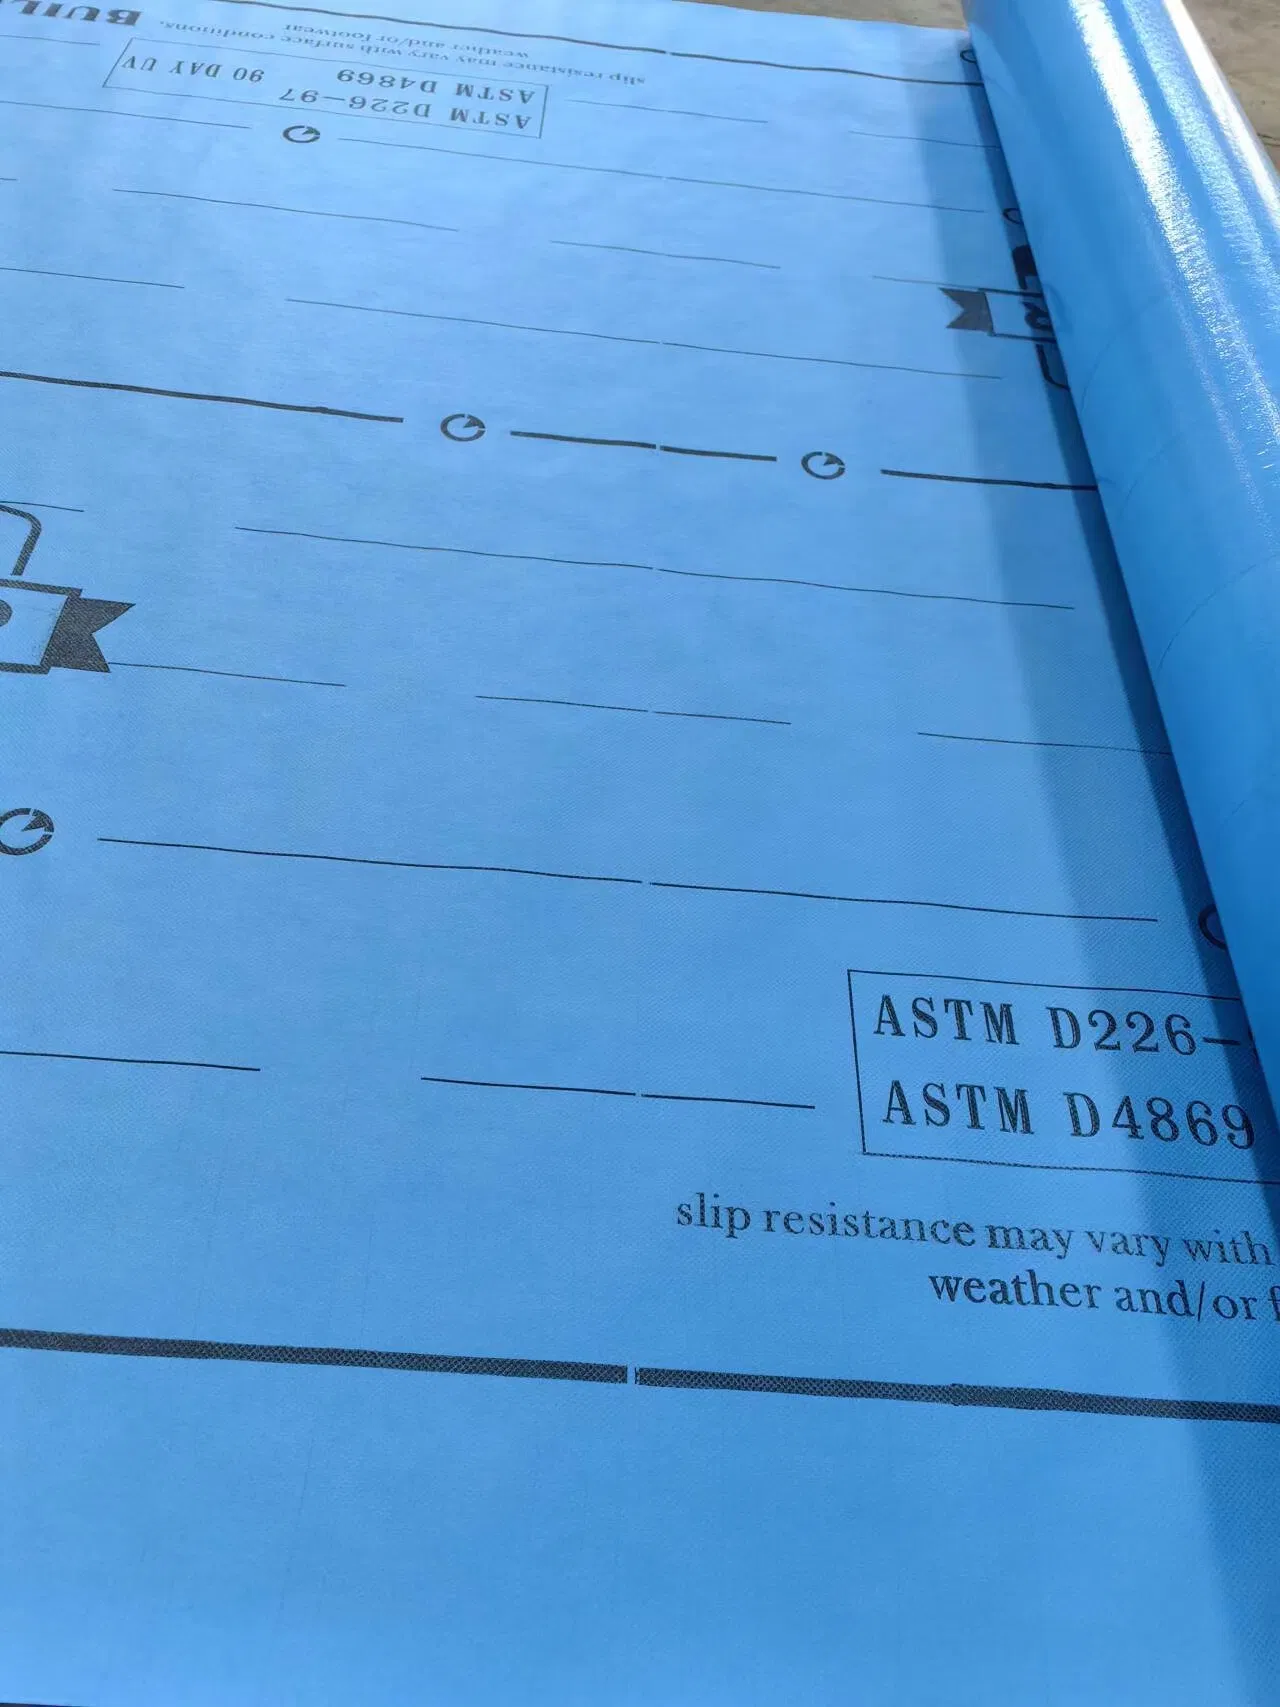 BUIL
slip resistance may vary with surface conditions,
weather and/or footwear
ASTM D226-97
ASTM D4869 90 DAY UV
ASTM D226-
ASTM D4869
slip resistance may vary with
weather and/or